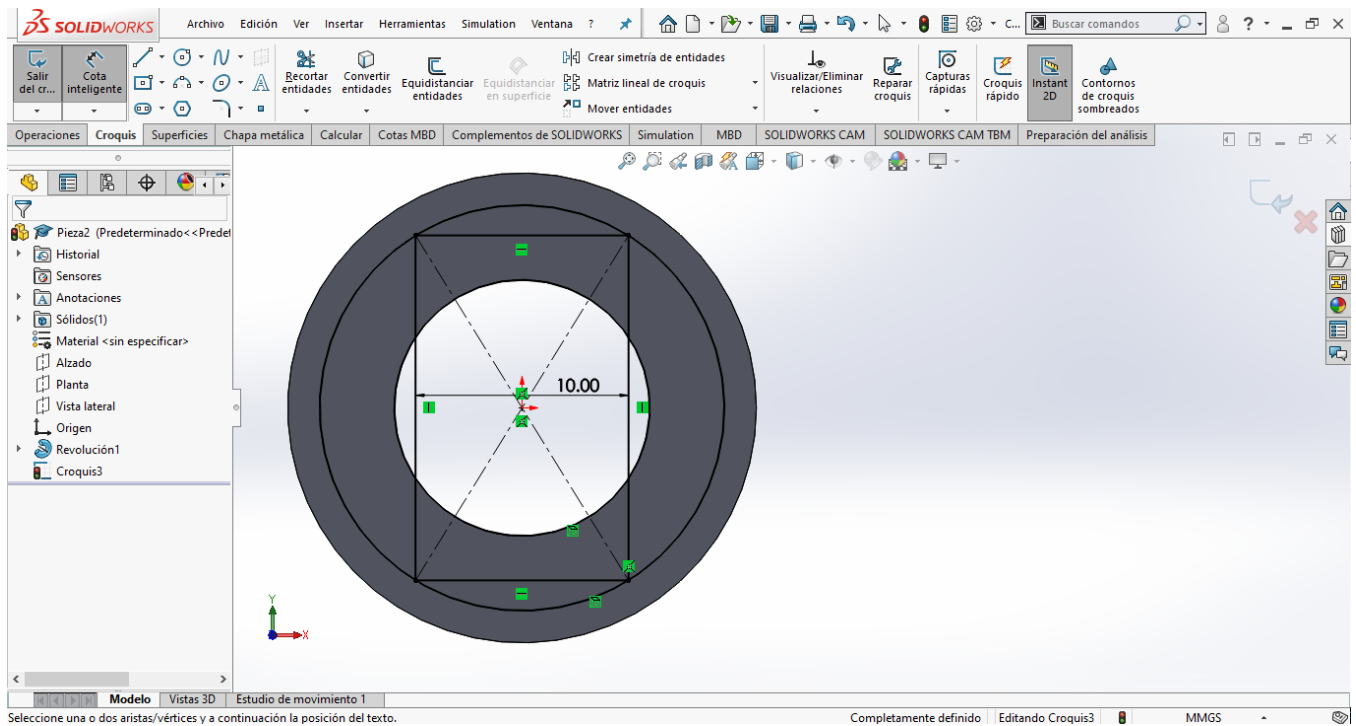 SOLIDWORKS Archivo Edición Ver Insertar Herramientas Simulation Ventana ? C... Buscar comandos ?
Salir del cr...
Cota inteligente
Recortar entidades
Convertir entidades
Equidistanciar entidades
Equidistanciar en superficie
Crear simetría de entidades
Matriz lineal de croquis
Mover entidades
Visualizar/Eliminar relaciones
Reparar croquis
Capturas rápidas
Croquis rápido
Instant 2D
Contornos de croquis sombreados
Operaciones Croquis Superficies Chapa metálica Calcular Cotas MBD Complementos de SOLIDWORKS Simulation MBD SOLIDWORKS CAM SOLIDWORKS CAM TBM Preparación del análisis
Pieza2 (Predeterminado<<Predet
Historial
Sensores
Anotaciones
Sólidos(1)
Material <sin especificar>
Alzado
Planta
Vista lateral
Origen
Revolución1
Croquis3
10.00
Y
X
Modelo Vistas 3D Estudio de movimiento 1
Seleccione una o dos aristas/vértices y a continuación la posición del texto. Completamente definido Editando Croquis3 MMGS